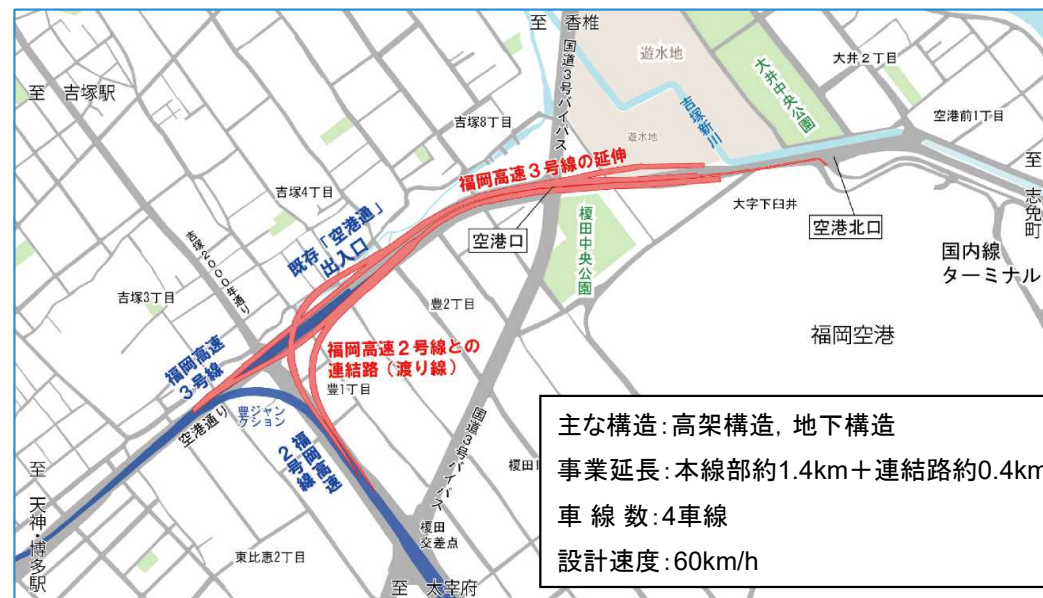 至 香椎
国道3号バイパス
遊水地
大井中央公園
大井2丁目
至 吉塚駅
吉塚8丁目
遊水地
吉塚新川
空港前1丁目
福岡高速3号線の延伸
至 志免町
吉塚4丁目
大字下臼井
空港口
空港北口
既存「空港通」
出入口
榎田中央公園
国内線
ターミナル
吉塚2000年通り
吉塚3丁目
豊2丁目
福岡空港
福岡高速
3号線
福岡高速2号線との
連結路（渡り線）
豊1丁目
空港通り
豊ジャン
クション
国道3号バイパス
福岡高速
2号線
榎田1
至 天神・博多駅
榎田
交差点
東比恵2丁目
至 太宰府
主な構造：高架構造，地下構造
事業延長：本線部約1.4km＋連結路約0.4km
車 線 数：4車線
設計速度：60km/h